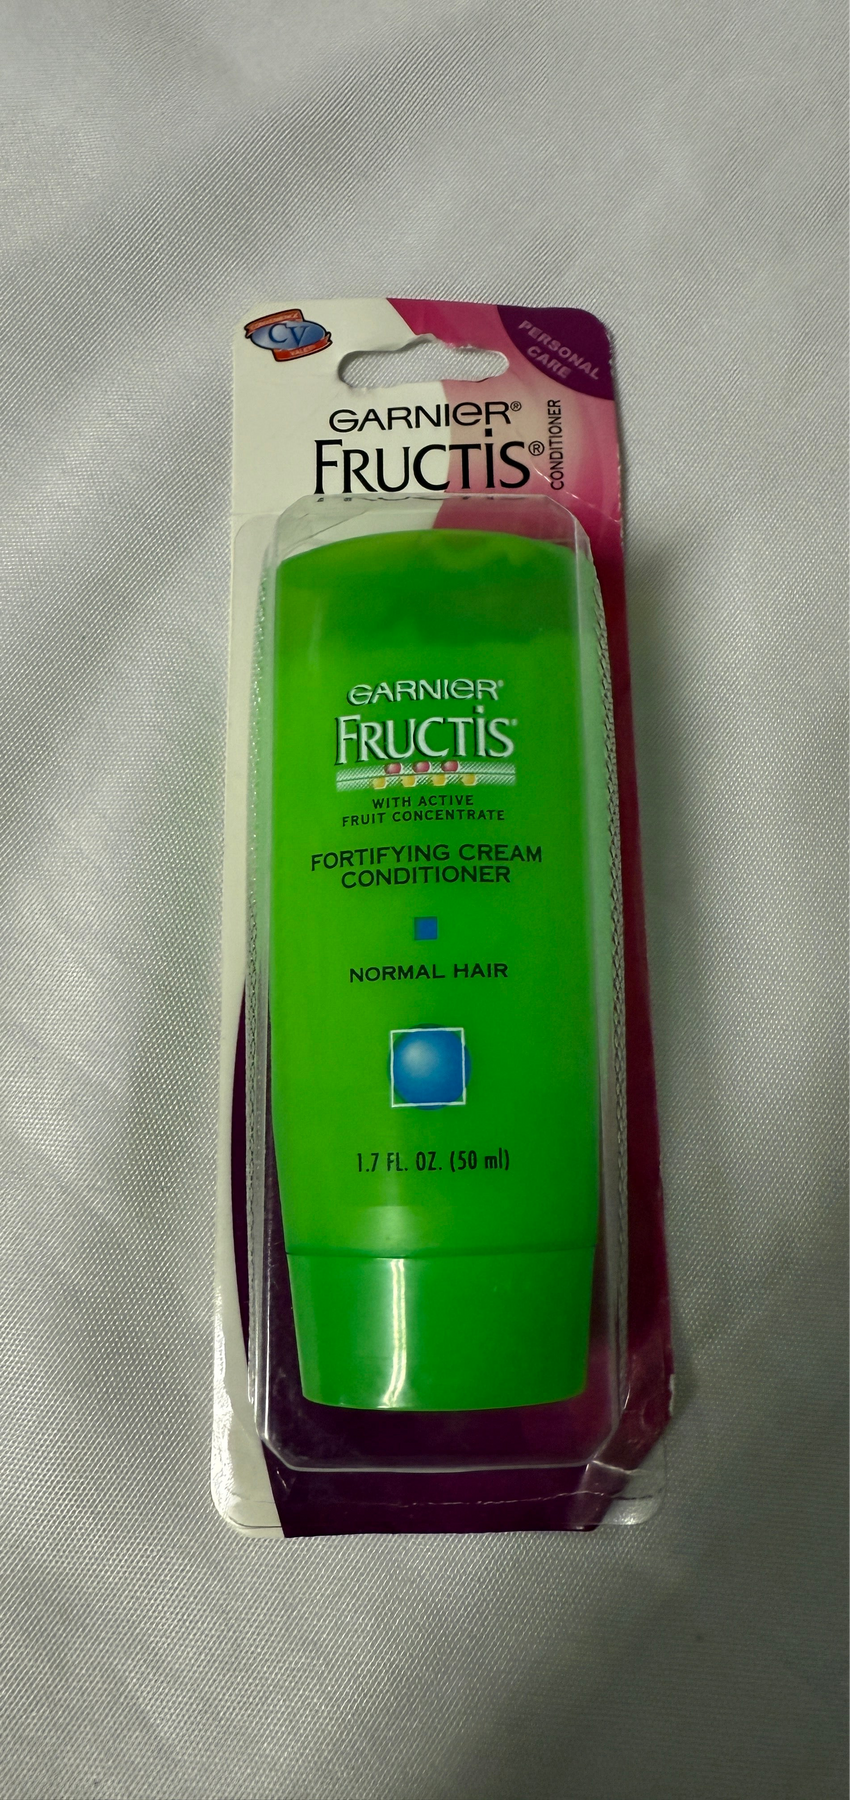 CV
VALET
PERSONAL
CARE
GARNIER®
FRUCTIS®
CONDITIONER
GARNIER®
FRUCTIS®
WITH ACTIVE
FRUIT CONCENTRATE
FORTIFYING CREAM
CONDITIONER
NORMAL HAIR
1.7 FL. OZ. (50 ml)